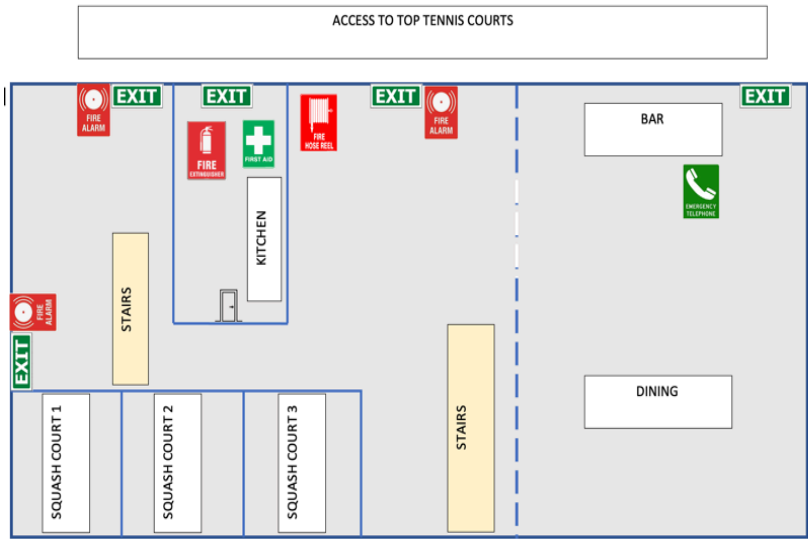 ACCESS TO TOP TENNIS COURTS
FIRE
ALARM
EXIT
EXIT
EXIT
FIRE
ALARM
EXIT
FIRE
EXTINGUISHER
FIRST AID
FIRE
HOSE REEL
BAR
EMERGENCY
TELEPHONE
KITCHEN
STAIRS
FIRE
ALARM
EXIT
STAIRS
DINING
SQUASH COURT 1
SQUASH COURT 2
SQUASH COURT 3